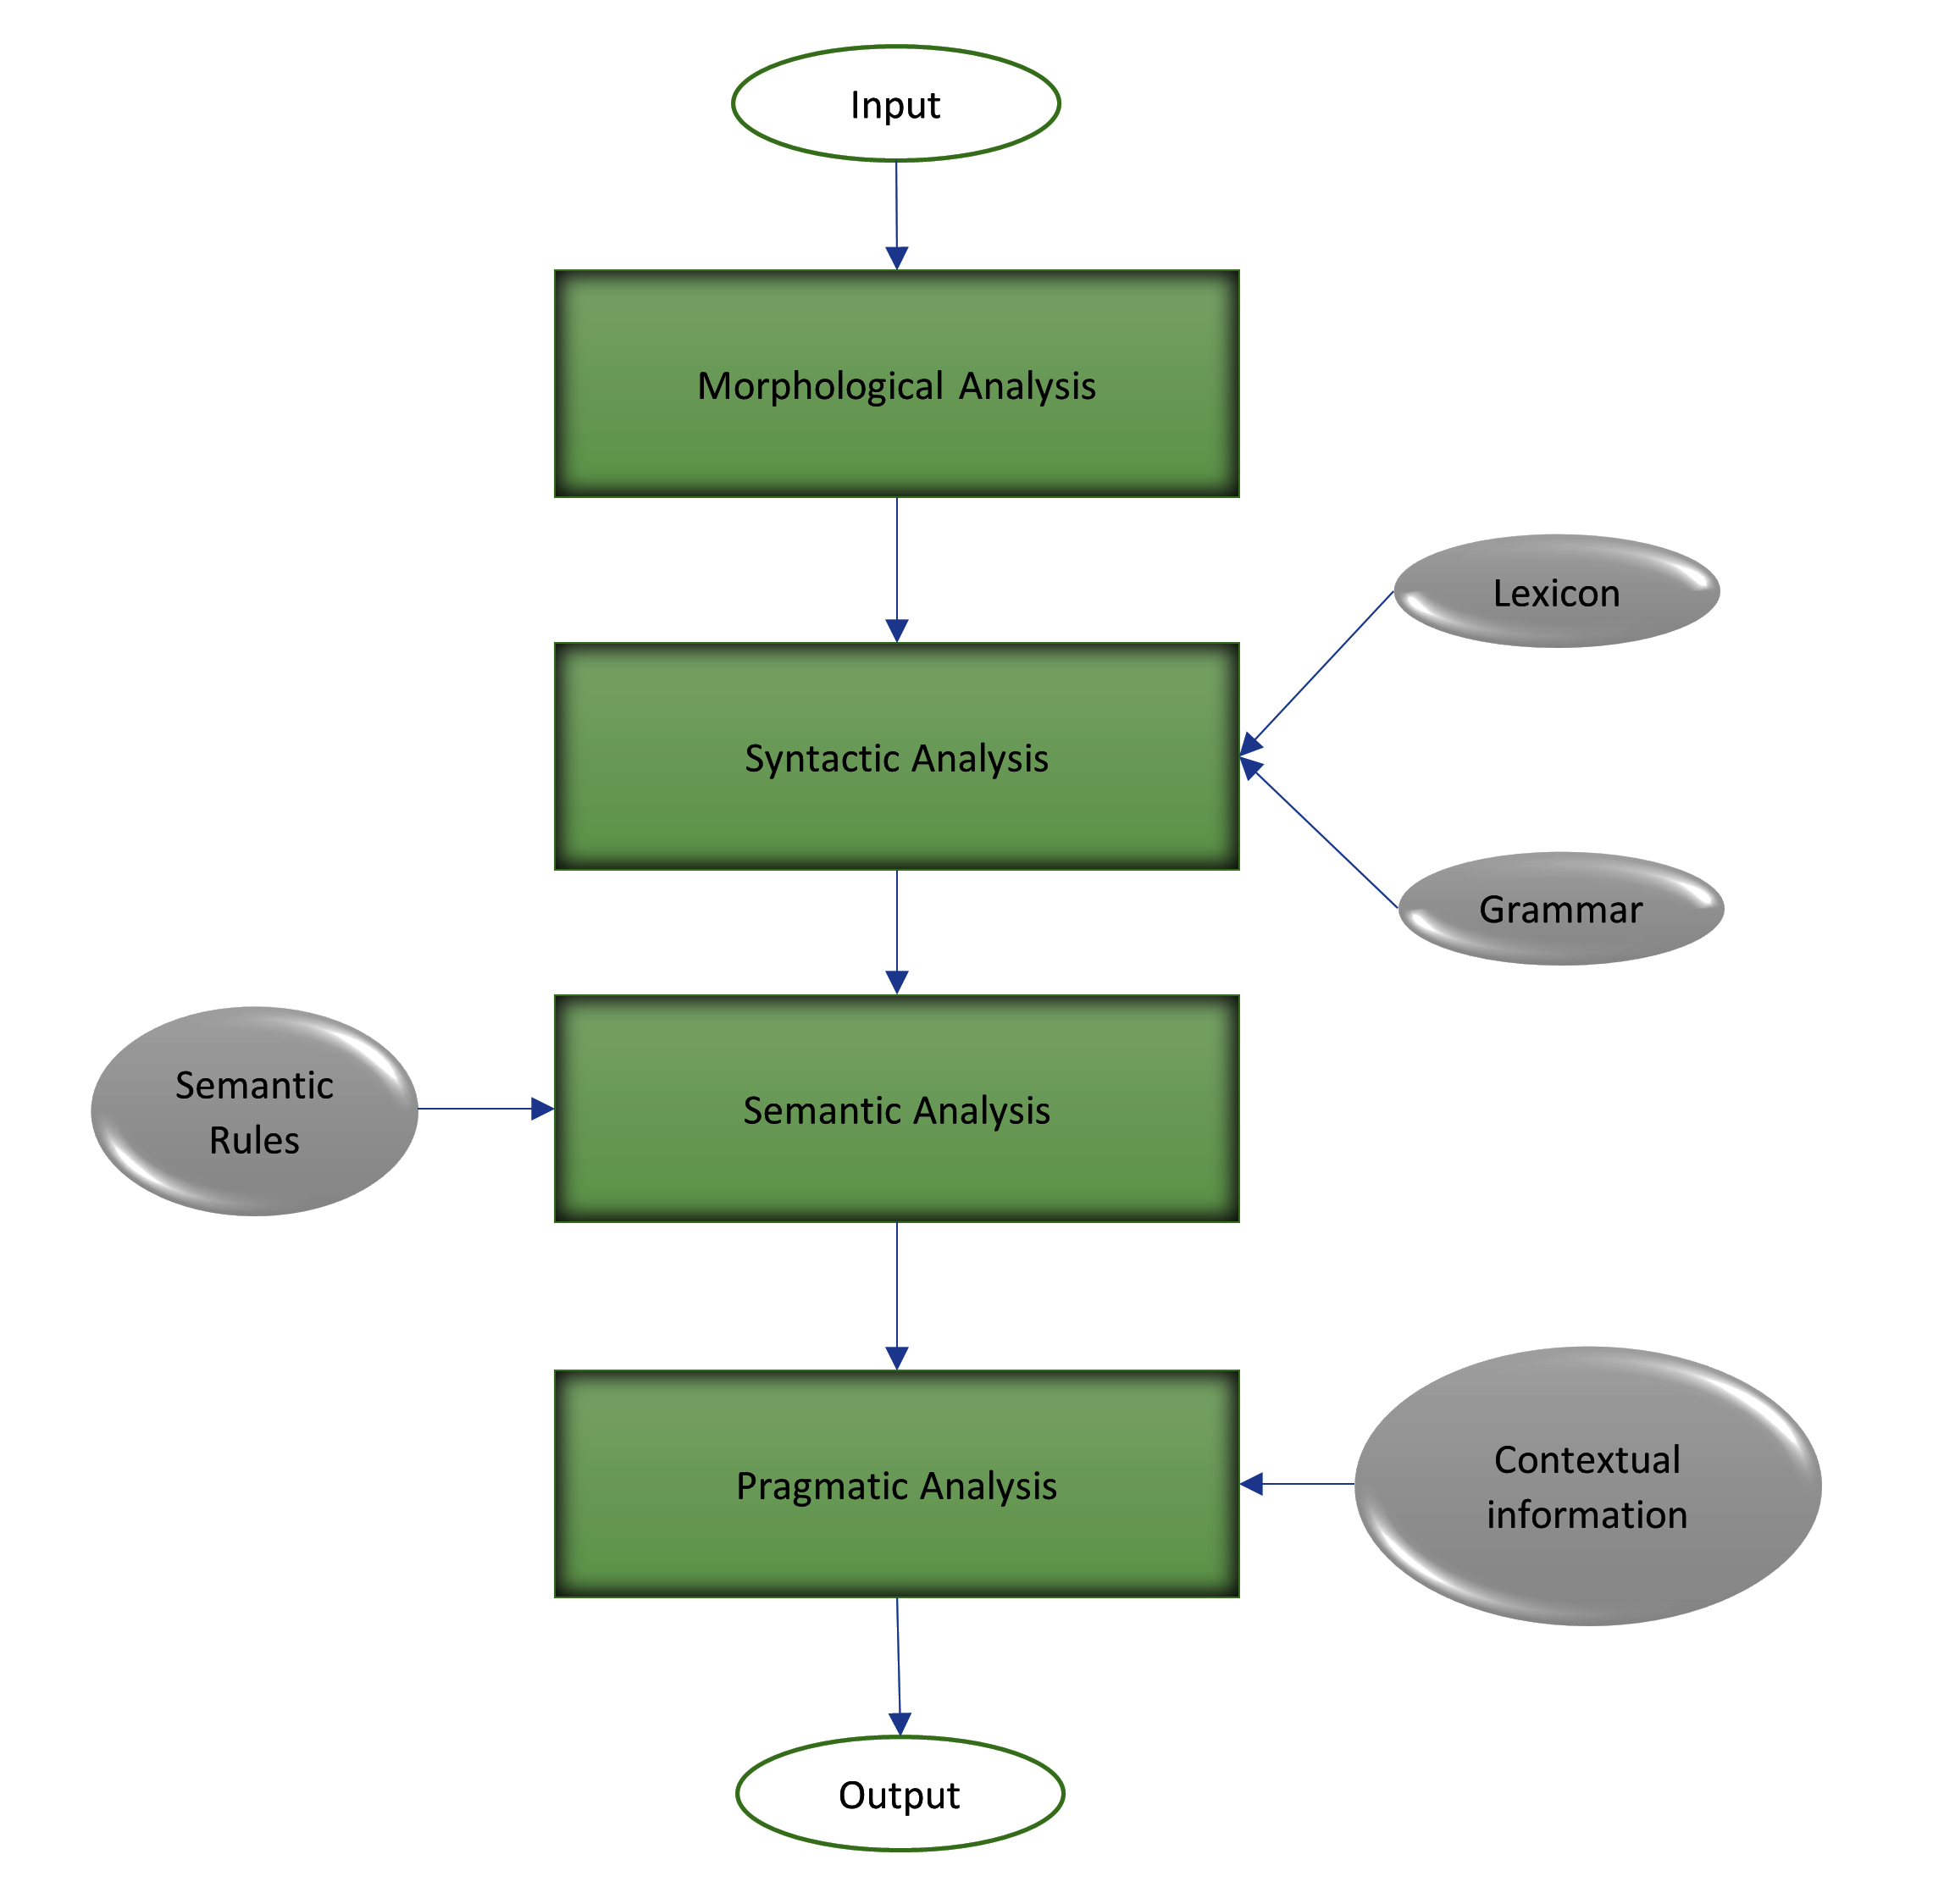 Input
Morphological Analysis
Lexicon
Syntactic Analysis
Grammar
Semantic
Rules
Semantic Analysis
Contextual
information
Pragmatic Analysis
Output